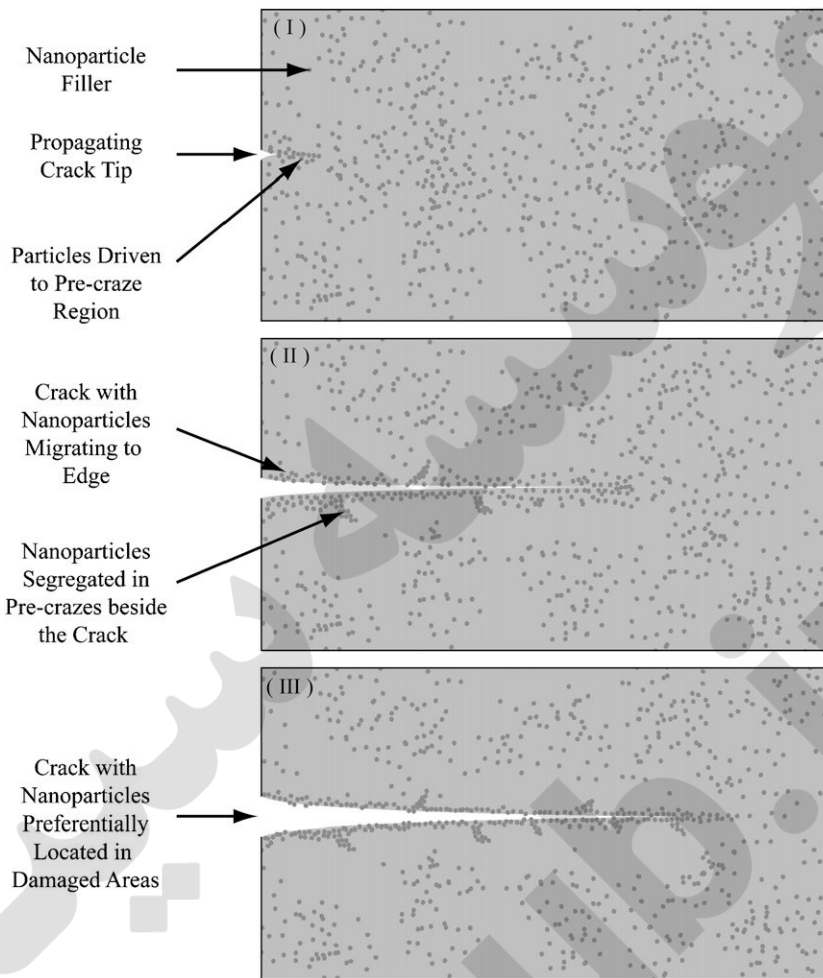 ( I )
Nanoparticle
Filler
Propagating
Crack Tip
Particles Driven
to Pre-craze
Region
( II )
Crack with
Nanoparticles
Migrating to
Edge
Nanoparticles
Segregated in
Pre-crazes beside
the Crack
( III )
Crack with
Nanoparticles
Preferentially
Located in
Damaged Areas